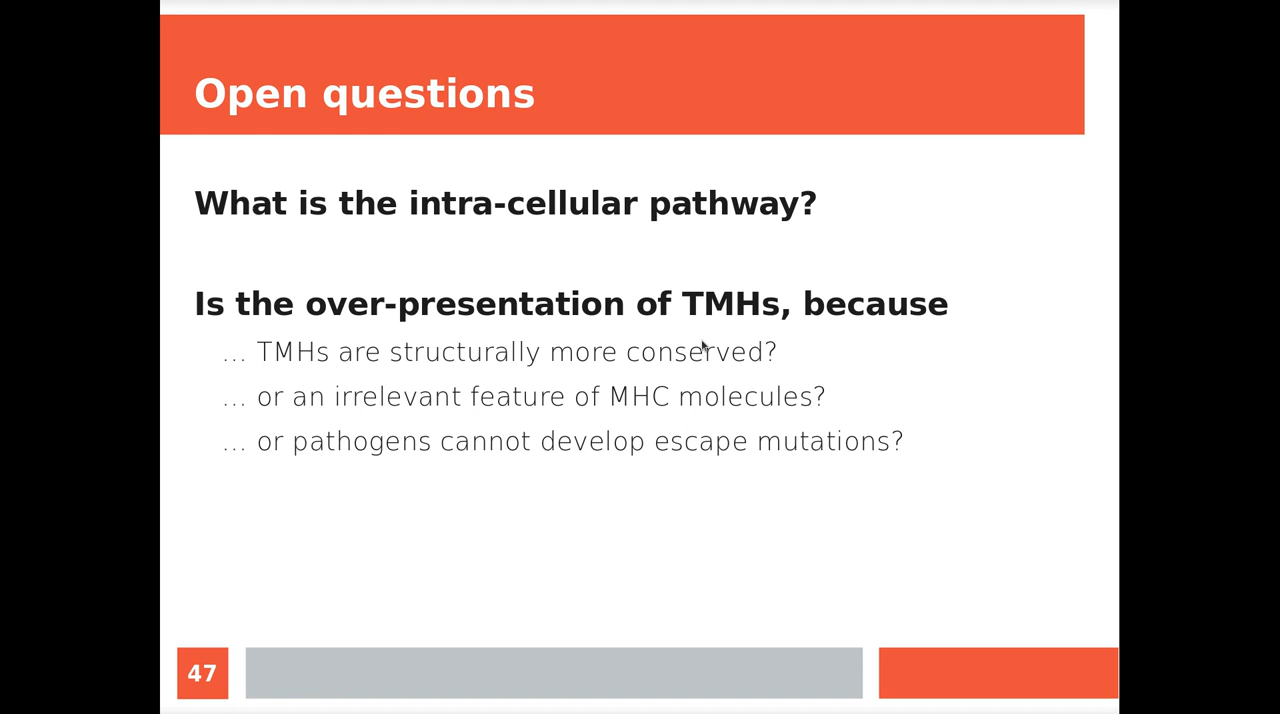 Open questions
What is the intra-cellular pathway?
Is the over-presentation of TMHs, because
… TMHs are structurally more conserved?
… or an irrelevant feature of MHC molecules?
… or pathogens cannot develop escape mutations?
47